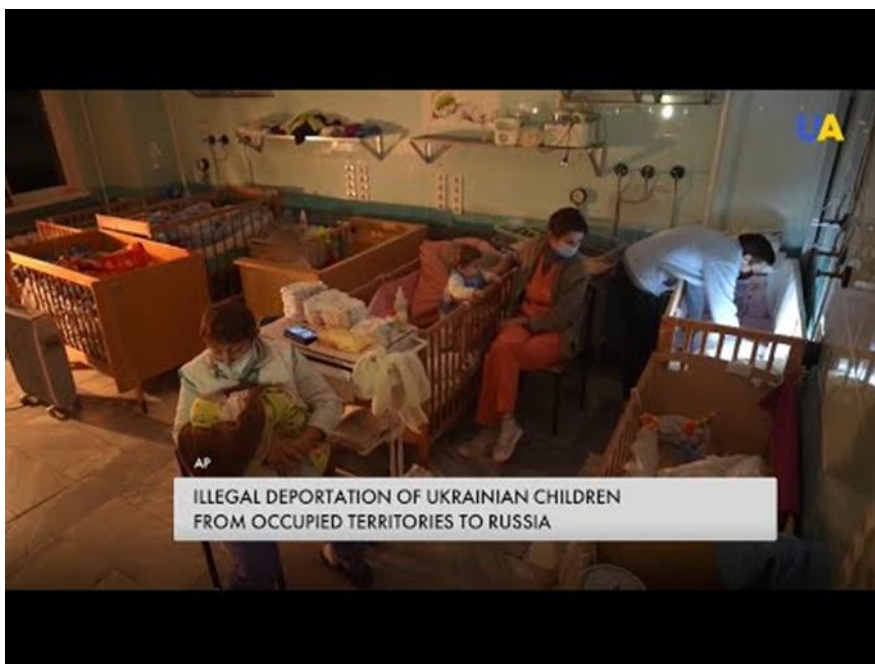 UA
AP
ILLEGAL DEPORTATION OF UKRAINIAN CHILDREN
FROM OCCUPIED TERRITORIES TO RUSSIA